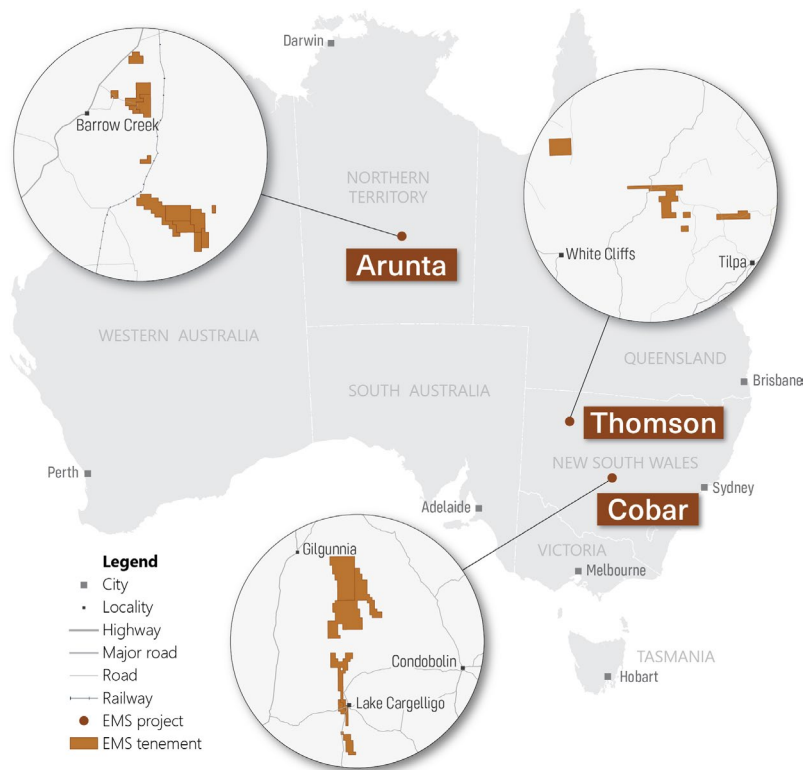 Darwin
Barrow Creek
NORTHERN
TERRITORY
Arunta
White Cliffs
Tilpa
WESTERN AUSTRALIA
SOUTH AUSTRALIA
QUEENSLAND
Brisbane
Thomson
NEW SOUTH WALES
Perth
Adelaide
Sydney
Cobar
VICTORIA
Melbourne
Gilgunnia
Condobolin
Lake Cargelligo
TASMANIA
Hobart
Legend
City
Locality
Highway
Major road
Road
Railway
EMS project
EMS tenement